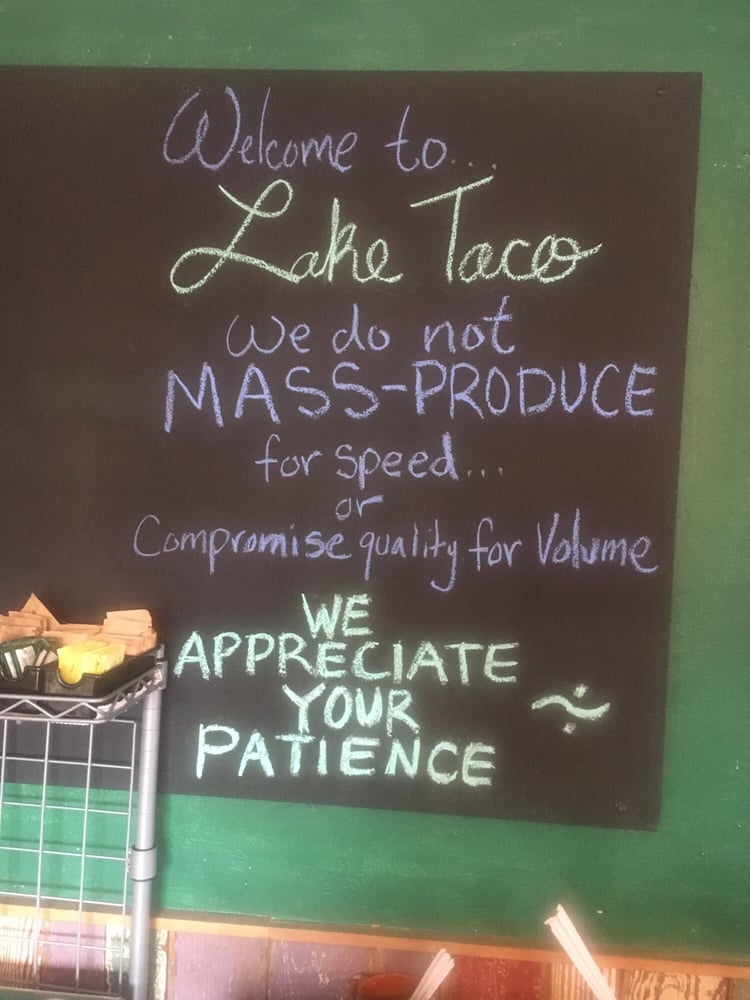 Welcome to...
Lake Taco
we do not
MASS-PRODUCE
for speed...
or
Compromise quality for Volume
WE
APPRECIATE
YOUR
PATIENCE